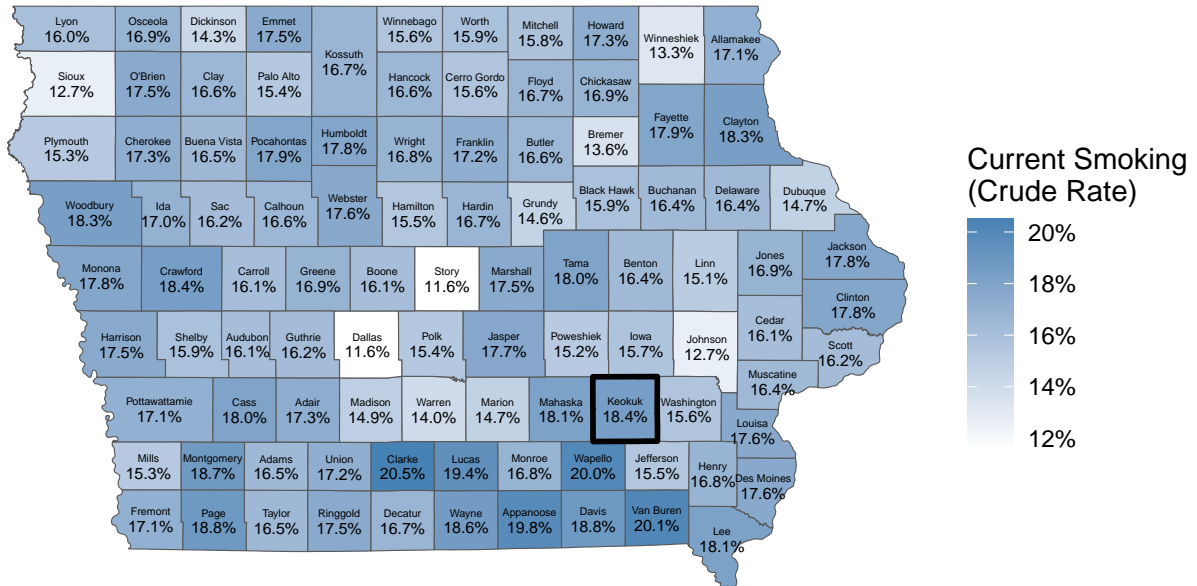 Lyon
16.0%
Osceola
16.9%
Dickinson
14.3%
Emmet
17.5%
Kossuth
16.7%
Winnebago
15.6%
Worth
15.9%
Mitchell
15.8%
Howard
17.3%
Winneshiek
13.3%
Allamakee
17.1%
Sioux
12.7%
O'Brien
17.5%
Clay
16.6%
Palo Alto
15.4%
Hancock
16.6%
Cerro Gordo
15.6%
Floyd
16.7%
Chickasaw
16.9%
Fayette
17.9%
Clayton
18.3%
Plymouth
15.3%
Cherokee
17.3%
Buena Vista
16.5%
Pocahontas
17.9%
Humboldt
17.8%
Wright
16.8%
Franklin
17.2%
Butler
16.6%
Bremer
13.6%
Woodbury
18.3%
Ida
17.0%
Sac
16.2%
Calhoun
16.6%
Webster
17.6%
Hamilton
15.5%
Hardin
16.7%
Grundy
14.6%
Black Hawk
15.9%
Buchanan
16.4%
Delaware
16.4%
Dubuque
14.7%
Monona
17.8%
Crawford
18.4%
Carroll
16.1%
Greene
16.9%
Boone
16.1%
Story
11.6%
Marshall
17.5%
Tama
18.0%
Benton
16.4%
Linn
15.1%
Jones
16.9%
Jackson
17.8%
Clinton
17.8%
Harrison
17.5%
Shelby
15.9%
Audubon
16.1%
Guthrie
16.2%
Dallas
11.6%
Polk
15.4%
Jasper
17.7%
Poweshiek
15.2%
Iowa
15.7%
Johnson
12.7%
Cedar
16.1%
Scott
16.2%
Muscatine
16.4%
Pottawattamie
17.1%
Cass
18.0%
Adair
17.3%
Madison
14.9%
Warren
14.0%
Marion
14.7%
Mahaska
18.1%
Keokuk
18.4%
Washington
15.6%
Louisa
17.6%
Mills
15.3%
Montgomery
18.7%
Adams
16.5%
Union
17.2%
Clarke
20.5%
Lucas
19.4%
Monroe
16.8%
Wapello
20.0%
Jefferson
15.5%
Henry
16.8%
Des Moines
17.6%
Fremont
17.1%
Page
18.8%
Taylor
16.5%
Ringgold
17.5%
Decatur
16.7%
Wayne
18.6%
Appanoose
19.8%
Davis
18.8%
Van Buren
20.1%
Lee
18.1%
Current Smoking
(Crude Rate)
20%
18%
16%
14%
12%